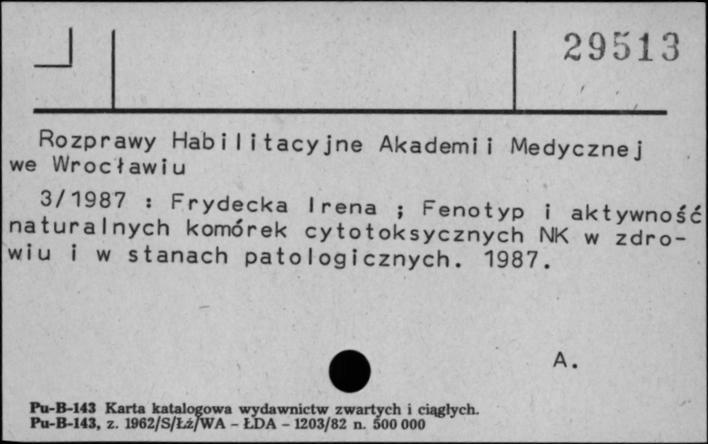 29513
Rozprawy Habilitacyjne Akademii Medycznej
we Wrocławiu
3/1987 : Frydecka Irena ; Fenotyp i aktywność
naturalnych komórek cytotoksycznych NK w zdro-
wiu i w stanach patologicznych. 1987.
A.
Pu-B-143 Karta katalogowa wydawnictw zwartych i ciągłych.
Pu-B-143, z. 1962/S/Łź/WA – ŁDA – 1203/82 n. 500 000